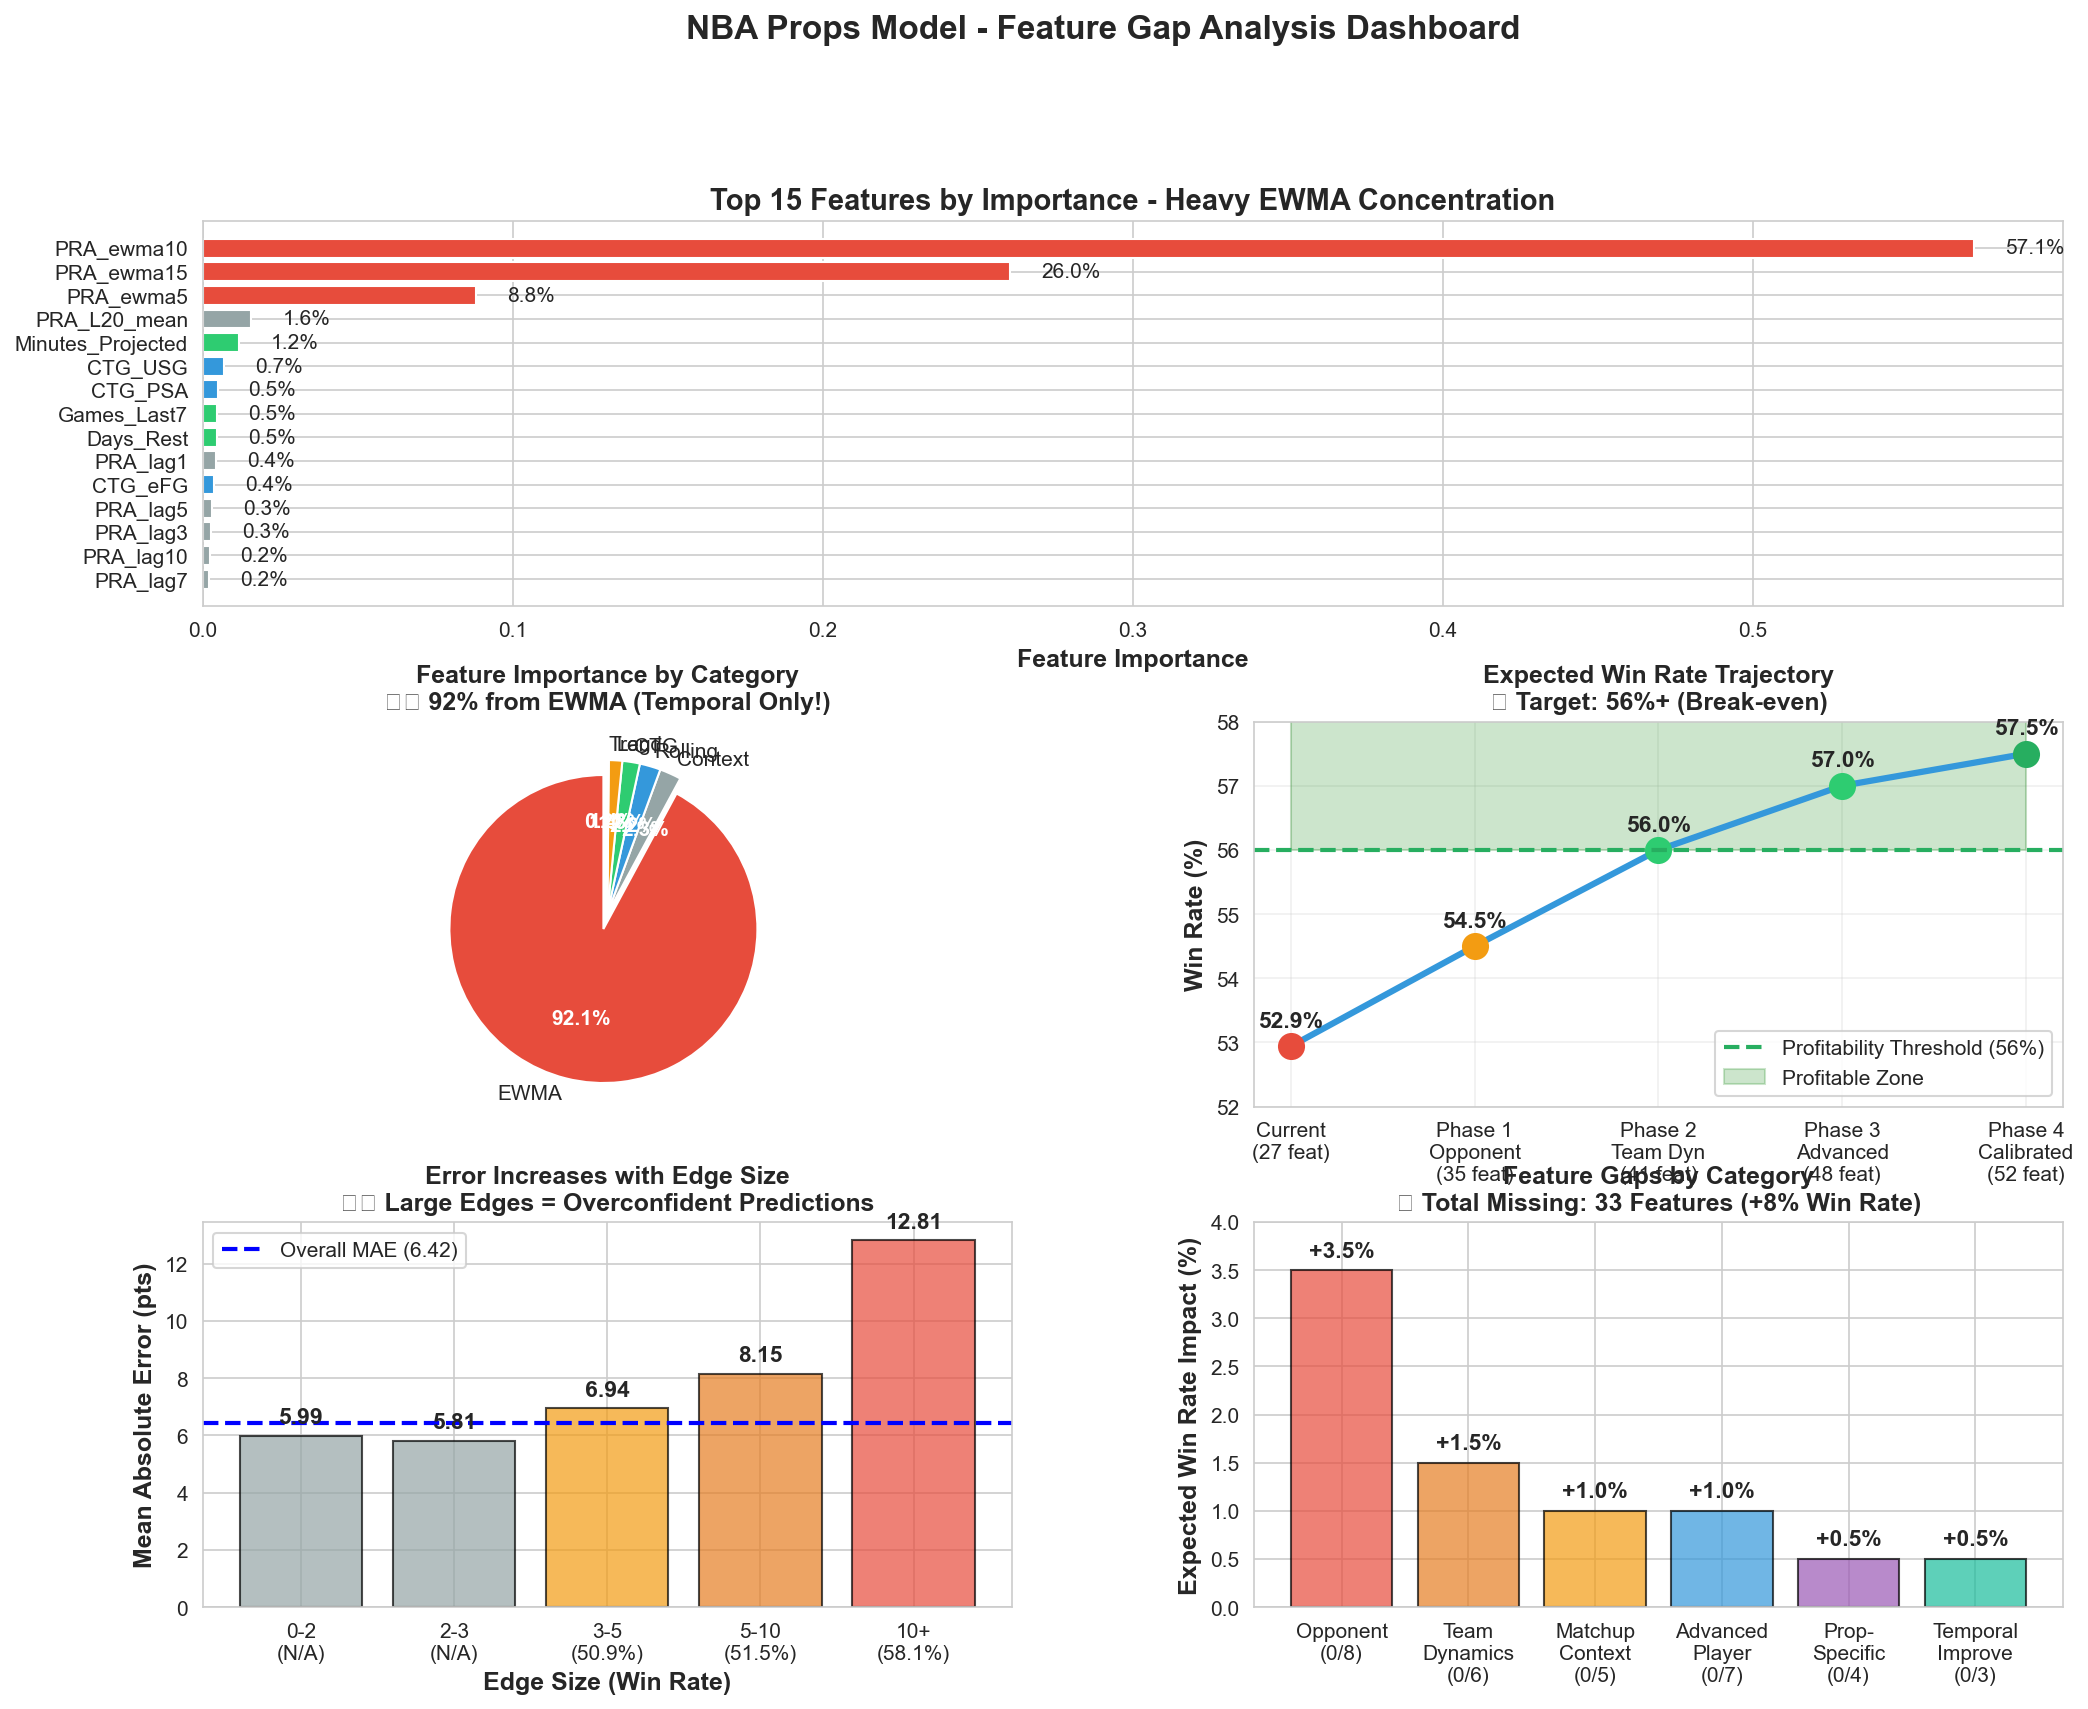 NBA Props Model - Feature Gap Analysis Dashboard
Top 15 Features by Importance - Heavy EWMA Concentration
PRA_ewma10 57.1%
PRA_ewma15 26.0%
PRA_ewma5 8.8%
PRA_L20_mean 1.6%
Minutes_Projected 1.2%
CTG_USG 0.7%
CTG_PSA 0.5%
Games_Last7 0.5%
Days_Rest 0.5%
PRA_lag1 0.4%
CTG_eFG 0.4%
PRA_lag5 0.3%
PRA_lag3 0.3%
PRA_lag10 0.2%
PRA_lag7 0.2%
0.0 0.1 0.2 0.3 0.4 0.5
Feature Importance
Feature Importance by Category
92% from EWMA (Temporal Only!)
Trend
Lag
CTG
Rolling
Context
92.1%
EWMA
Expected Win Rate Trajectory
Target: 56%+ (Break-even)
Win Rate (%)
58
57
56
55
54
53
52
52.9%
54.5%
56.0%
57.0%
57.5%
Profitability Threshold (56%)
Profitable Zone
Current
(27 feat)
Phase 1
Opponent
(35 feat)
Phase 2
Team Dyn
(41 feat)
Phase 3
Advanced
(48 feat)
Phase 4
Calibrated
(52 feat)
Error Increases with Edge Size
Large Edges = Overconfident Predictions
Mean Absolute Error (pts)
12
10
8
6
4
2
0
Overall MAE (6.42)
5.99
5.81
6.94
8.15
12.81
0-2
(N/A)
2-3
(N/A)
3-5
(50.9%)
5-10
(51.5%)
10+
(58.1%)
Edge Size (Win Rate)
Feature Gaps by Category
Total Missing: 33 Features (+8% Win Rate)
Expected Win Rate Impact (%)
4.0
3.5
3.0
2.5
2.0
1.5
1.0
0.5
0.0
+3.5%
+1.5%
+1.0%
+1.0%
+0.5%
+0.5%
Opponent
(0/8)
Team
Dynamics
(0/6)
Matchup
Context
(0/5)
Advanced
Player
(0/7)
Prop-
Specific
(0/4)
Temporal
Improve
(0/3)